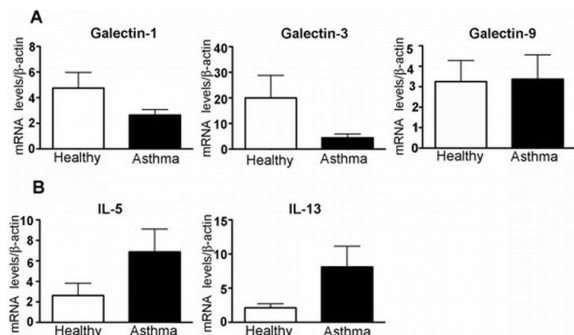 A
Galectin-1
mRNA levels/β-actin
8
6
4
2
0
Healthy Asthma
Galectin-3
mRNA levels/β-actin
40
30
20
10
0
Healthy Asthma
Galectin-9
mRNA levels/β-actin
5
4
3
2
1
0
Healthy Asthma
B
IL-5
mRNA levels/β-actin
10
8
6
4
2
0
Healthy Asthma
IL-13
mRNA levels/β-actin
15
10
5
0
Healthy Asthma